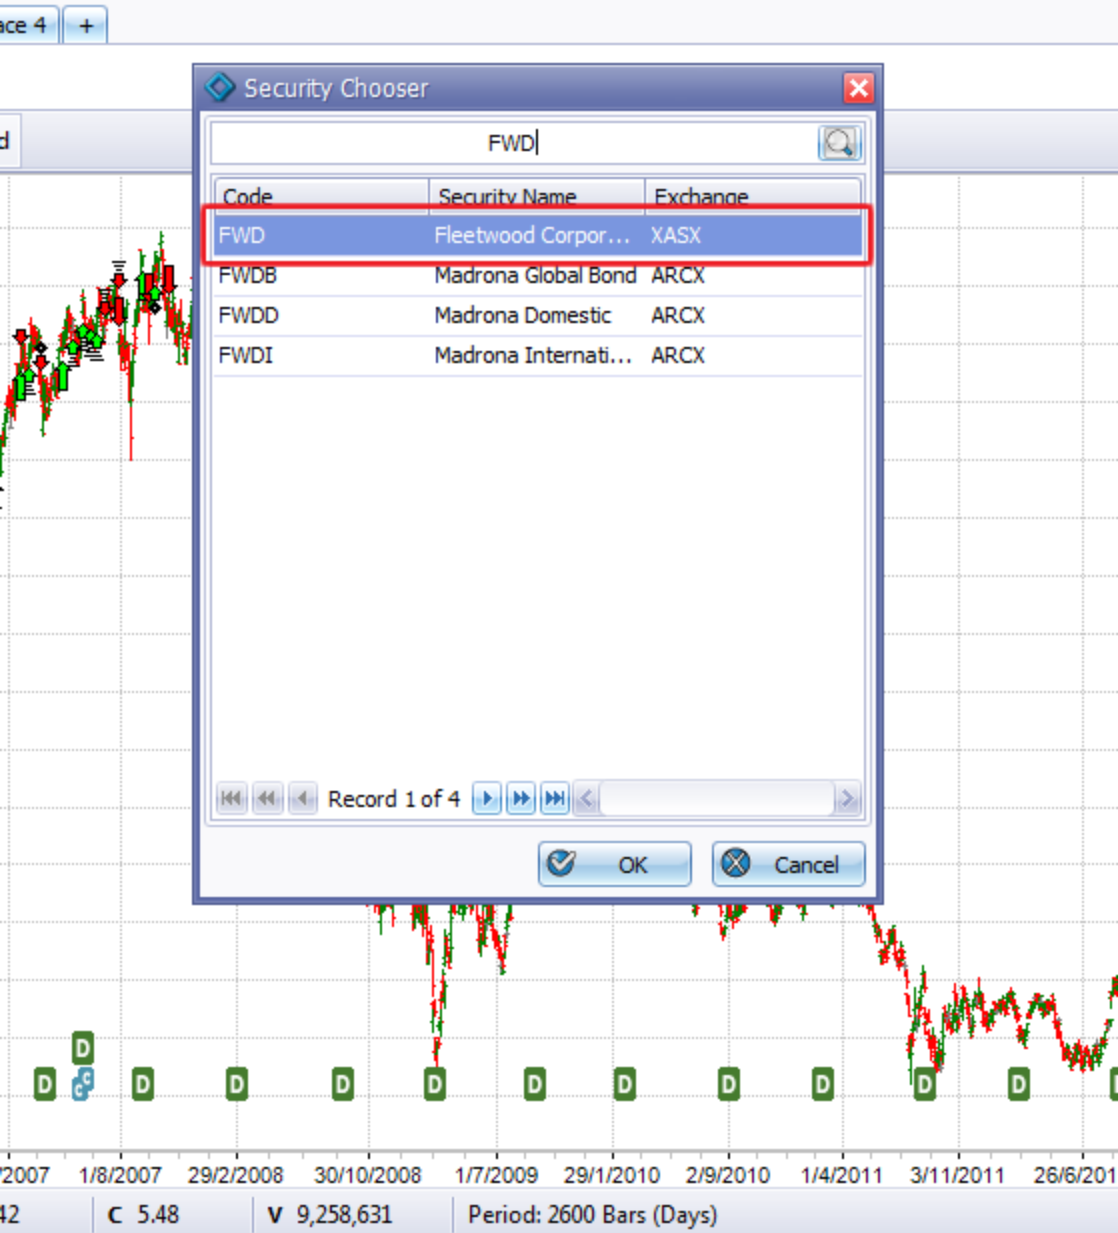 ace 4 +
Security Chooser
d
FWD
Code Security Name Exchange
FWD Fleetwood Corpor... XASX
FWDB Madrona Global Bond ARCX
FWDD Madrona Domestic ARCX
FWDI Madrona Internati... ARCX
Record 1 of 4
OK Cancel
D
D C C D D D D D D D D D D
/2007 1/8/2007 29/2/2008 30/10/2008 1/7/2009 29/1/2010 2/9/2010 1/4/2011 3/11/2011 26/6/201
42 C 5.48 V 9,258,631 Period: 2600 Bars (Days)